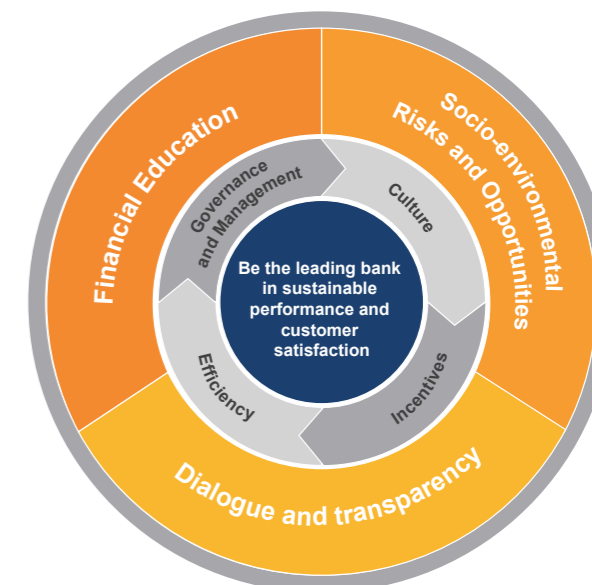 Financial Education
Socio-environmental
Risks and Opportunities
Dialogue and transparency
Governance
and Management
Culture
Incentives
Efficiency
Be the leading bank
in sustainable
performance and
customer
satisfaction